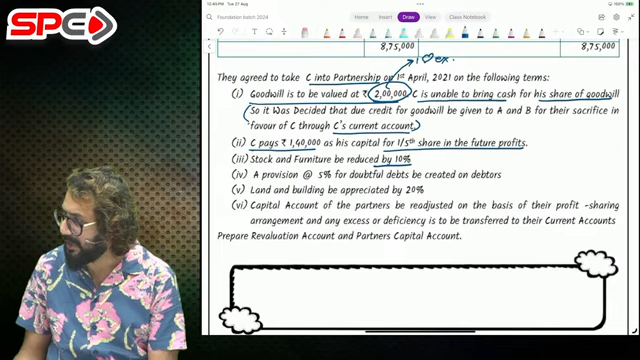 SPC
12:49 PM Tue 27 Aug
Foundation batch 2024
100%
Home
Insert
Draw
View
Class Notebook
8,75,000
8,75,000
They agreed to take C into Partnership on 1st April, 2021 on the following terms:
(i) Goodwill is to be valued at ₹ 2,00,000 C is unable to bring cash for his share of goodwill
So it Was Decided that due credit for goodwill be given to A and B for their sacrifice in
favour of C through C's current account.
(ii) C pays ₹ 1,40,000 as his capital for 1/5th share in the future profits.
(iii) Stock and Furniture be reduced by 10%
(iv) A provision @ 5% for doubtful debts be created on debtors
(v) Land and building be appreciated by 20%
(vi) Capital Account of the partners be readjusted on the basis of their profit -sharing
arrangement and any excess or deficiency is to be transferred to their Current Accounts
Prepare Revaluation Account and Partners Capital Account.